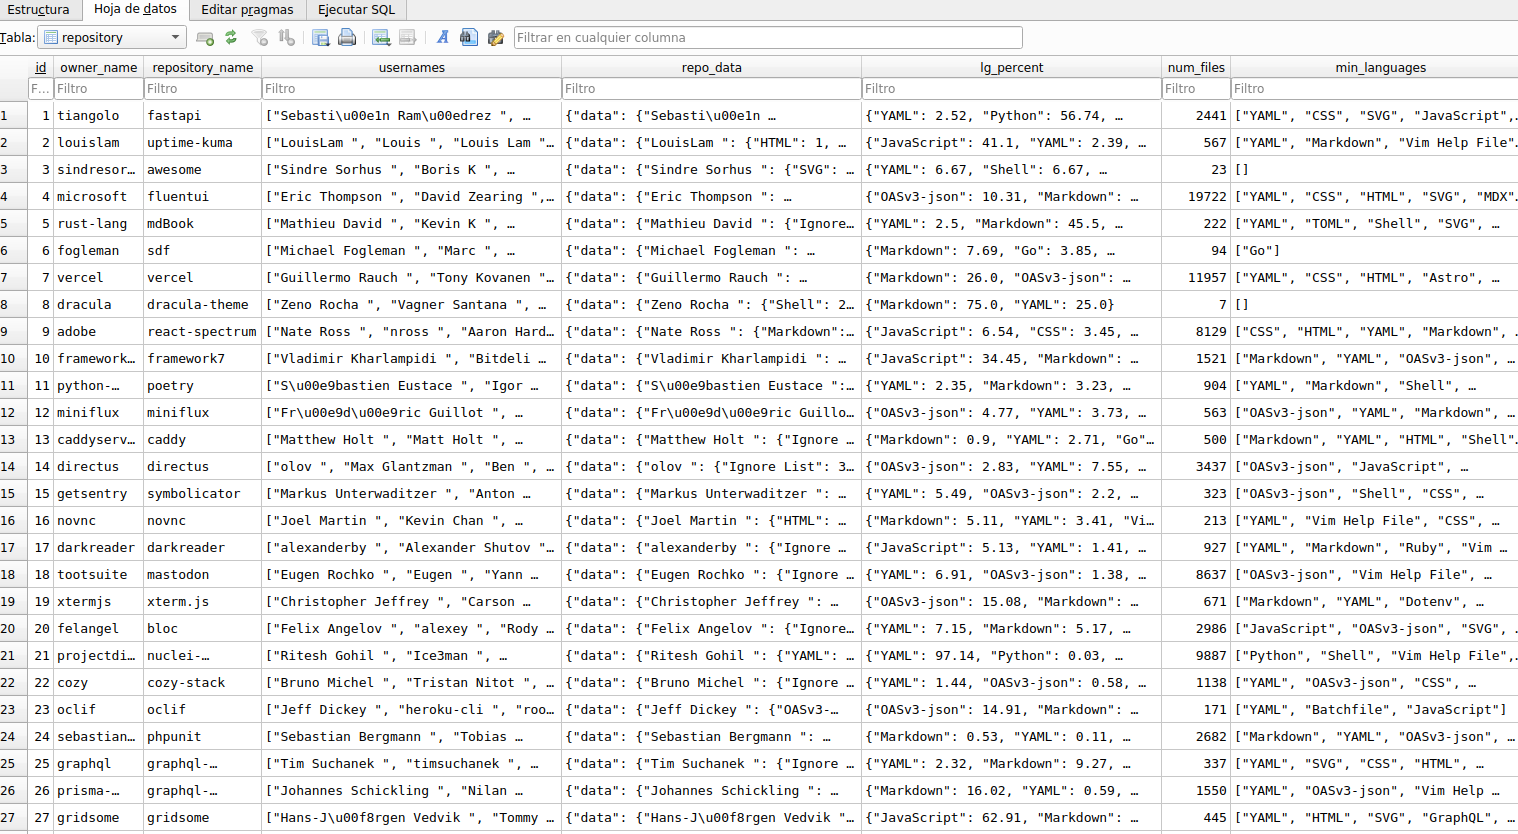 Estructura Hoja de datos Editar pragmas Ejecutar SQL
Tabla: repository Filtrar en cualquier columna
id owner_name repository_name usernames repo_data lg_percent num_files min_languages
F... Filtro Filtro Filtro Filtro Filtro Filtro Filtro
1 1 tiangolo fastapi ["Sebasti\u00e1n Ram\u00edrez ", … {"data": {"Sebasti\u00e1n … {"YAML": 2.52, "Python": 56.74, … 2441 ["YAML", "CSS", "SVG", "JavaScript",…
2 2 louislam uptime-kuma ["LouisLam ", "Louis ", "Louis Lam "… {"data": {"LouisLam ": {"HTML": 1, … {"JavaScript": 41.1, "YAML": 2.39, … 567 ["YAML", "Markdown", "Vim Help File"…
3 3 sindresor… awesome ["Sindre Sorhus ", "Boris K ", … {"data": {"Sindre Sorhus ": {"SVG": … {"YAML": 6.67, "Shell": 6.67, … 23 []
4 4 microsoft fluentui ["Eric Thompson ", "David Zearing ",… {"data": {"Eric Thompson ": … {"OASv3-json": 10.31, "Markdown": … 19722 ["YAML", "CSS", "HTML", "SVG", "MDX"…
5 5 rust-lang mdBook ["Mathieu David ", "Kevin K ", … {"data": {"Mathieu David ": {"Ignore… {"YAML": 2.5, "Markdown": 45.5, … 222 ["YAML", "TOML", "Shell", "SVG", …
6 6 fogleman sdf ["Michael Fogleman ", "Marc ", … {"data": {"Michael Fogleman ": … {"Markdown": 7.69, "Go": 3.85, … 94 ["Go"]
7 7 vercel vercel ["Guillermo Rauch ", "Tony Kovanen "… {"data": {"Guillermo Rauch ": … {"Markdown": 26.0, "OASv3-json": … 11957 ["YAML", "CSS", "HTML", "Astro", …
8 8 dracula dracula-theme ["Zeno Rocha ", "Vagner Santana ", … {"data": {"Zeno Rocha ": {"Shell": 2… {"Markdown": 75.0, "YAML": 25.0} 7 []
9 9 adobe react-spectrum ["Nate Ross ", "nross ", "Aaron Hard… {"data": {"Nate Ross ": {"Markdown":… {"JavaScript": 6.54, "CSS": 3.45, … 8129 ["CSS", "HTML", "YAML", "Markdown", …
10 10 framework… framework7 ["Vladimir Kharlampidi ", "Bitdeli … {"data": {"Vladimir Kharlampidi ": … {"JavaScript": 34.45, "Markdown": … 1521 ["Markdown", "YAML", "OASv3-json", …
11 11 python-… poetry ["S\u00e9bastien Eustace ", "Igor … {"data": {"S\u00e9bastien Eustace ":… {"YAML": 2.35, "Markdown": 3.23, … 904 ["YAML", "Markdown", "Shell", …
12 12 miniflux miniflux ["Fr\u00e9d\u00e9ric Guillot ", … {"data": {"Fr\u00e9d\u00e9ric Guillo… {"OASv3-json": 4.77, "YAML": 3.73, … 563 ["OASv3-json", "YAML", "Markdown", …
13 13 caddyserv… caddy ["Matthew Holt ", "Matt Holt ", … {"data": {"Matthew Holt ": {"Ignore … {"Markdown": 0.9, "YAML": 2.71, "Go"… 500 ["Markdown", "YAML", "HTML", "Shell"…
14 14 directus directus ["olov ", "Max Glantzman ", "Ben ", … {"data": {"olov ": {"Ignore List": 3… {"OASv3-json": 2.83, "YAML": 7.55, … 3437 ["OASv3-json", "JavaScript", …
15 15 getsentry symbolicator ["Markus Unterwaditzer ", "Anton … {"data": {"Markus Unterwaditzer ": … {"YAML": 5.49, "OASv3-json": 2.2, … 323 ["OASv3-json", "Shell", "CSS", …
16 16 novnc novnc ["Joel Martin ", "Kevin Chan ", … {"data": {"Joel Martin ": {"HTML": … {"Markdown": 5.11, "YAML": 3.41, "Vi… 213 ["YAML", "Vim Help File", "CSS", …
17 17 darkreader darkreader ["alexanderby ", "Alexander Shutov "… {"data": {"alexanderby ": {"Ignore … {"JavaScript": 5.13, "YAML": 1.41, … 927 ["YAML", "Markdown", "Ruby", "Vim …
18 18 tootsuite mastodon ["Eugen Rochko ", "Eugen ", "Yann … {"data": {"Eugen Rochko ": {"Ignore … {"YAML": 6.91, "OASv3-json": 1.38, … 8637 ["OASv3-json", "Vim Help File", …
19 19 xtermjs xterm.js ["Christopher Jeffrey ", "Carson … {"data": {"Christopher Jeffrey ": … {"OASv3-json": 15.08, "Markdown": … 671 ["Markdown", "YAML", "Dotenv", …
20 20 felangel bloc ["Felix Angelov ", "alexey ", "Rody … {"data": {"Felix Angelov ": {"Ignore… {"YAML": 7.15, "Markdown": 5.17, … 2986 ["JavaScript", "OASv3-json", "SVG", …
21 21 projectdi… nuclei-… ["Ritesh Gohil ", "Ice3man ", … {"data": {"Ritesh Gohil ": {"YAML": … {"YAML": 97.14, "Python": 0.03, … 9887 ["Python", "Shell", "Vim Help File",…
22 22 cozy cozy-stack ["Bruno Michel ", "Tristan Nitot ", … {"data": {"Bruno Michel ": {"Ignore … {"YAML": 1.44, "OASv3-json": 0.58, … 1138 ["YAML", "OASv3-json", "CSS", …
23 23 oclif oclif ["Jeff Dickey ", "heroku-cli ", "roo… {"data": {"Jeff Dickey ": {"OASv3-… {"OASv3-json": 14.91, "Markdown": … 171 ["YAML", "Batchfile", "JavaScript"]
24 24 sebastian… phpunit ["Sebastian Bergmann ", "Tobias … {"data": {"Sebastian Bergmann ": … {"Markdown": 0.53, "YAML": 0.11, … 2682 ["Markdown", "YAML", "OASv3-json", …
25 25 graphql graphql-… ["Tim Suchanek ", "timsuchanek ", … {"data": {"Tim Suchanek ": {"Ignore … {"YAML": 2.32, "Markdown": 9.27, … 337 ["YAML", "SVG", "CSS", "HTML", …
26 26 prisma-… graphql-… ["Johannes Schickling ", "Nilan … {"data": {"Johannes Schickling ": … {"Markdown": 16.02, "YAML": 0.59, … 1550 ["YAML", "OASv3-json", "Vim Help …
27 27 gridsome gridsome ["Hans-J\u00f8rgen Vedvik ", "Tommy … {"data": {"Hans-J\u00f8rgen Vedvik "… {"JavaScript": 62.91, "Markdown": … 445 ["YAML", "HTML", "SVG", "GraphQL", …